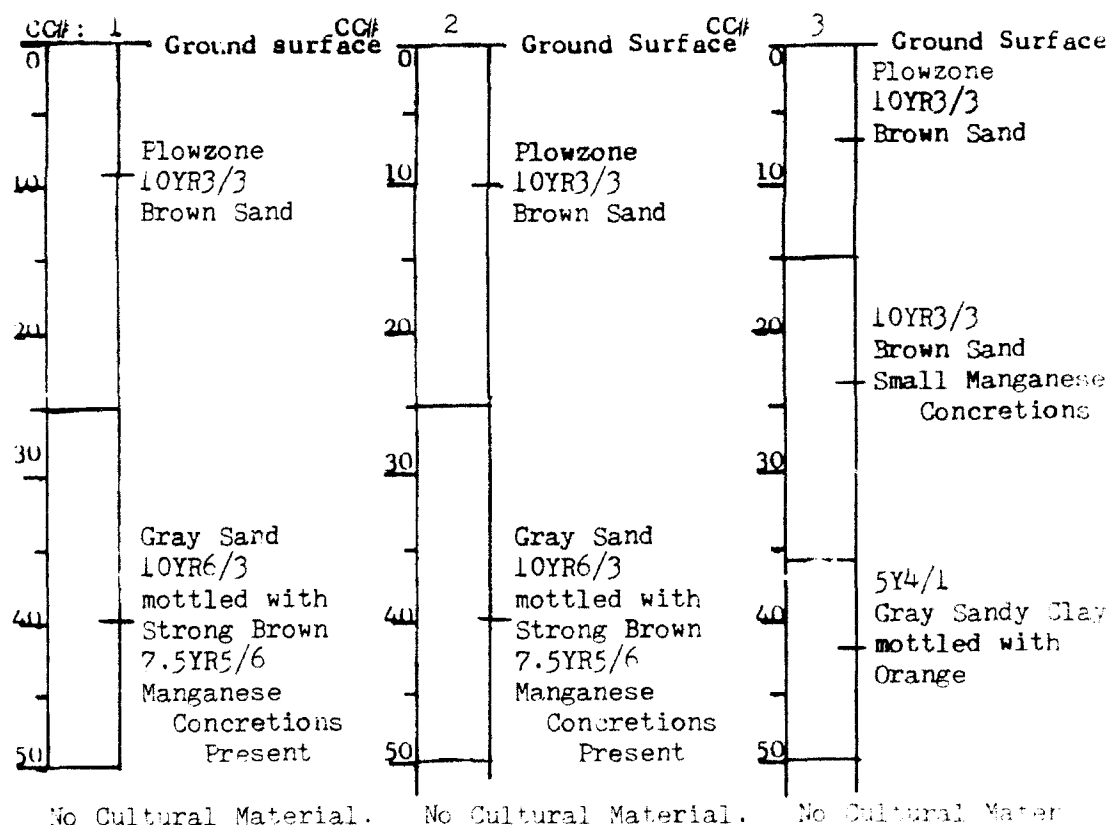 CC#: 1
Ground surface
0
Plowzone
10
10YR3/3
Brown Sand
20
30
Gray Sand
10YR6/3
mottled with
40
Strong Brown
7.5YR5/6
Manganese
Concretions
50
Present
No Cultural Material.
CC# 2
Ground Surface
0
Plowzone
10
10YR3/3
Brown Sand
20
30
Gray Sand
10YR6/3
mottled with
40
Strong Brown
7.5YR5/6
Manganese
Concretions
50
Present
No Cultural Material.
CC# 3
Ground Surface
0
Plowzone
10YR3/3
Brown Sand
10
10YR3/3
20
Brown Sand
Small Manganese
Concretions
30
5Y4/1
40
Gray Sandy Clay
mottled with
Orange
50
No Cultural Mater